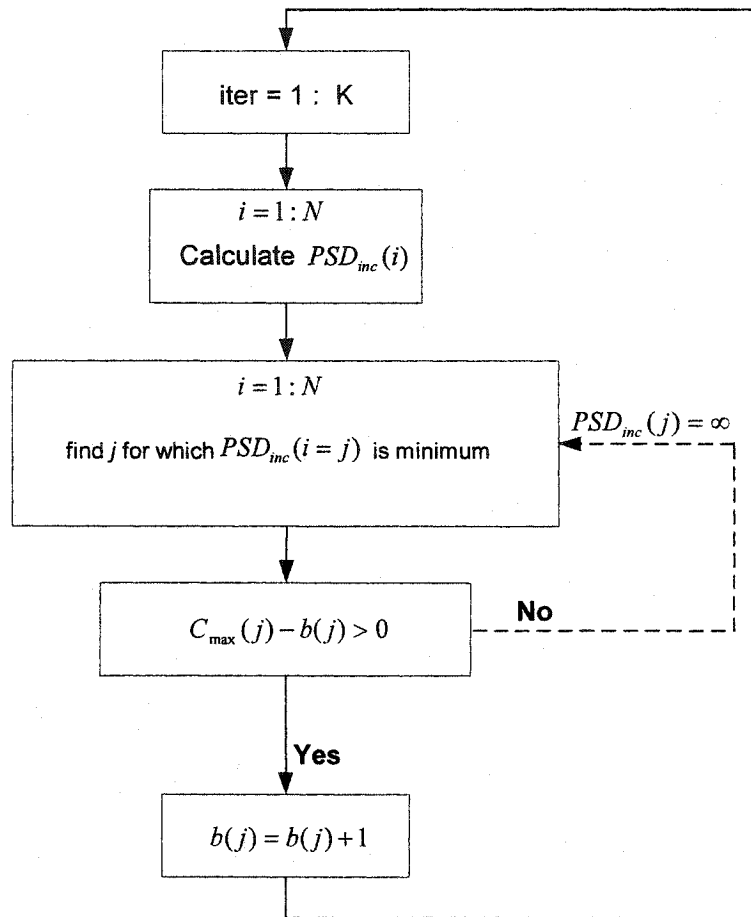 iter = 1 : K
i = 1 : N
Calculate PSD_inc(i)
i = 1 : N
PSD_inc(j) = ∞
find j for which PSD_inc(i = j) is minimum
C_max(j) − b(j) > 0
No
Yes
b(j) = b(j) + 1